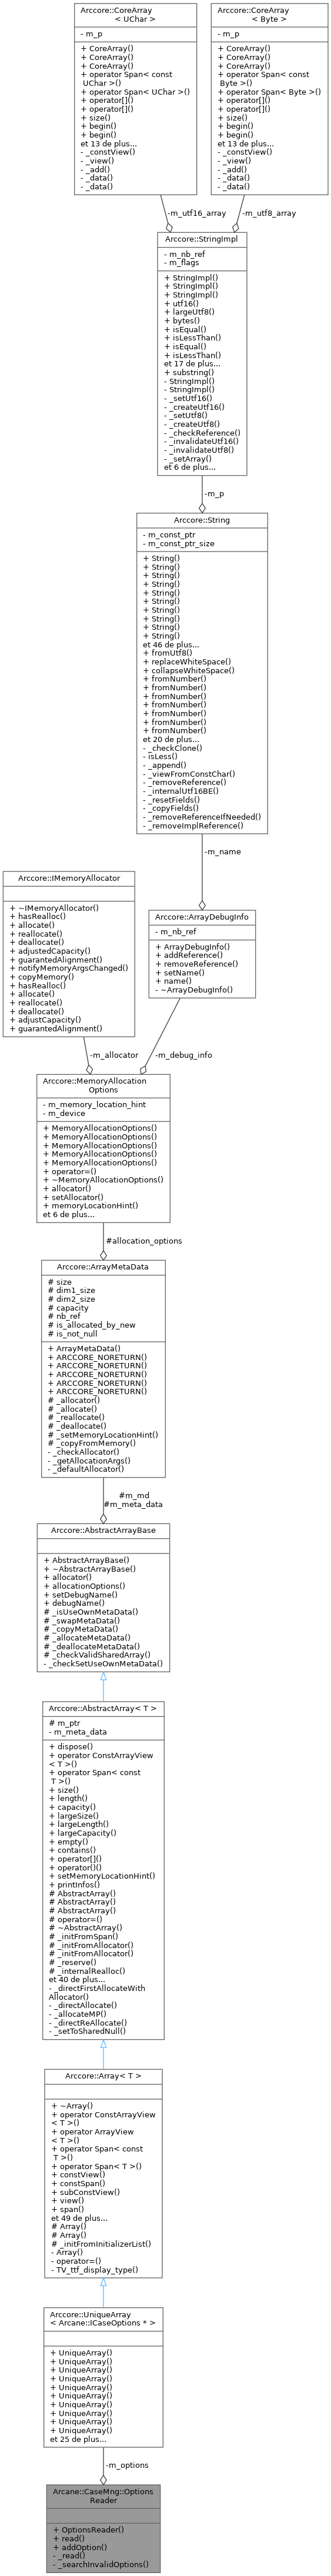 Arccore::CoreArray
< UChar >
- m_p
+ CoreArray()
+ CoreArray()
+ CoreArray()
+ operator Span< const
UChar >()
+ operator Span< UChar >()
+ operator[]()
+ operator[]()
+ size()
+ begin()
+ begin()
et 13 de plus...
- _constView()
- _view()
- _add()
- _data()
- _data()
Arccore::CoreArray
< Byte >
- m_p
+ CoreArray()
+ CoreArray()
+ CoreArray()
+ operator Span< const
Byte >()
+ operator Span< Byte >()
+ operator[]()
+ operator[]()
+ size()
+ begin()
+ begin()
et 13 de plus...
- _constView()
- _view()
- _add()
- _data()
- _data()
-m_utf16_array
-m_utf8_array
Arccore::StringImpl
- m_nb_ref
- m_flags
+ StringImpl()
+ StringImpl()
+ StringImpl()
+ utf16()
+ largeUtf8()
+ bytes()
+ isEqual()
+ isLessThan()
+ isEqual()
+ isLessThan()
et 17 de plus...
+ substring()
- StringImpl()
- StringImpl()
- _setUtf16()
- _createUtf16()
- _setUtf8()
- _createUtf8()
- _checkReference()
- _invalidateUtf16()
- _invalidateUtf8()
- _setArray()
et 6 de plus...
-m_p
Arccore::String
- m_const_ptr
- m_const_ptr_size
+ String()
+ String()
+ String()
+ String()
+ String()
+ String()
+ String()
+ String()
+ String()
+ String()
et 46 de plus...
+ fromUtf8()
+ replaceWhiteSpace()
+ collapseWhiteSpace()
+ fromNumber()
+ fromNumber()
+ fromNumber()
+ fromNumber()
+ fromNumber()
+ fromNumber()
+ fromNumber()
et 20 de plus...
- _checkClone()
- isLess()
- _append()
- _viewFromConstChar()
- _removeReference()
- _internalUtf16BE()
- _resetFields()
- _copyFields()
- _removeReferenceIfNeeded()
- _removeImplReference()
-m_name
Arccore::IMemoryAllocator
+ ~IMemoryAllocator()
+ hasRealloc()
+ allocate()
+ reallocate()
+ deallocate()
+ adjustedCapacity()
+ guarantedAlignment()
+ notifyMemoryArgsChanged()
+ copyMemory()
+ hasRealloc()
+ allocate()
+ reallocate()
+ deallocate()
+ adjustCapacity()
+ guarantedAlignment()
Arccore::ArrayDebugInfo
- m_nb_ref
+ ArrayDebugInfo()
+ addReference()
+ removeReference()
+ setName()
+ name()
- ~ArrayDebugInfo()
-m_allocator
-m_debug_info
Arccore::MemoryAllocation
Options
- m_memory_location_hint
- m_device
+ MemoryAllocationOptions()
+ MemoryAllocationOptions()
+ MemoryAllocationOptions()
+ MemoryAllocationOptions()
+ MemoryAllocationOptions()
+ operator=()
+ ~MemoryAllocationOptions()
+ allocator()
+ setAllocator()
+ memoryLocationHint()
et 6 de plus...
#allocation_options
Arccore::ArrayMetaData
# size
# dim1_size
# dim2_size
# capacity
# nb_ref
# is_allocated_by_new
# is_not_null
+ ArrayMetaData()
+ ARCCORE_NORETURN()
+ ARCCORE_NORETURN()
+ ARCCORE_NORETURN()
+ ARCCORE_NORETURN()
+ ARCCORE_NORETURN()
# _allocator()
# _allocate()
# _reallocate()
# _deallocate()
# _setMemoryLocationHint()
# _copyFromMemory()
- _checkAllocator()
- _getAllocationArgs()
- _defaultAllocator()
#m_md
#m_meta_data
Arccore::AbstractArrayBase
+ AbstractArrayBase()
+ ~AbstractArrayBase()
+ allocator()
+ allocationOptions()
+ setDebugName()
+ debugName()
# _isUseOwnMetaData()
# _swapMetaData()
# _copyMetaData()
# _allocateMetaData()
# _deallocateMetaData()
# _checkValidSharedArray()
- _checkSetUseOwnMetaData()
Arccore::AbstractArray< T >
# m_ptr
- m_meta_data
+ dispose()
+ operator ConstArrayView
< T >()
+ operator Span< const
T >()
+ size()
+ length()
+ capacity()
+ largeSize()
+ largeLength()
+ largeCapacity()
+ empty()
+ contains()
+ operator[]()
+ operator()()
+ setMemoryLocationHint()
+ printInfos()
# AbstractArray()
# AbstractArray()
# AbstractArray()
# operator=()
# ~AbstractArray()
# _initFromSpan()
# _initFromAllocator()
# _initFromAllocator()
# _reserve()
# _internalRealloc()
et 40 de plus...
- _directFirstAllocateWith
Allocator()
- _directAllocate()
- _allocateMP()
- _directReAllocate()
- _setToSharedNull()
Arccore::Array< T >
+ ~Array()
+ operator ConstArrayView
< T >()
+ operator ArrayView
< T >()
+ operator Span< const
T >()
+ operator Span< T >()
+ constView()
+ constSpan()
+ subConstView()
+ view()
+ span()
et 49 de plus...
# Array()
# Array()
# _initFromInitializerList()
- Array()
- operator=()
- TV_ttf_display_type()
Arccore::UniqueArray
< Arcane::ICaseOptions * >
+ UniqueArray()
+ UniqueArray()
+ UniqueArray()
+ UniqueArray()
+ UniqueArray()
+ UniqueArray()
+ UniqueArray()
+ UniqueArray()
+ UniqueArray()
+ UniqueArray()
et 25 de plus...
-m_options
Arcane::CaseMng::Options
Reader
+ OptionsReader()
+ read()
+ addOption()
- _read()
- _searchInvalidOptions()